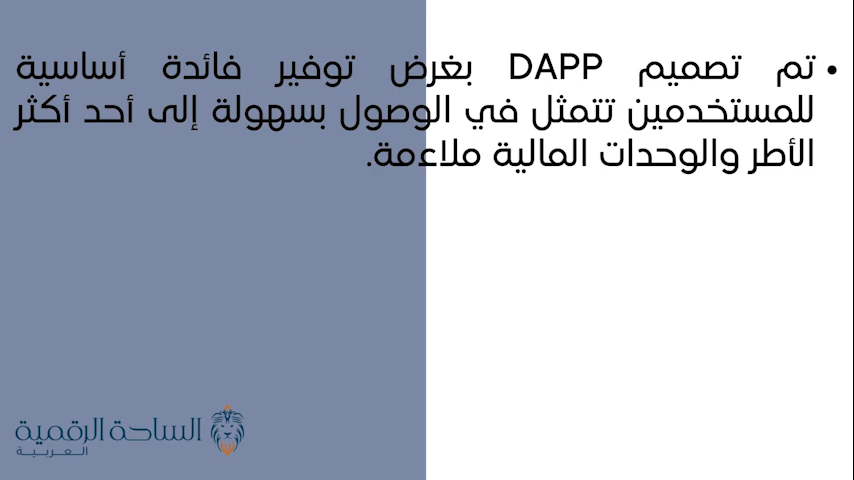 • تم تصميم DAPP بغرض توفير فائدة أساسية
للمستخدمين تتمثل في الوصول بسهولة إلى أحد أكثر
الأطر والوحدات المالية ملاءمة.
الساحة الرقمية
العربية